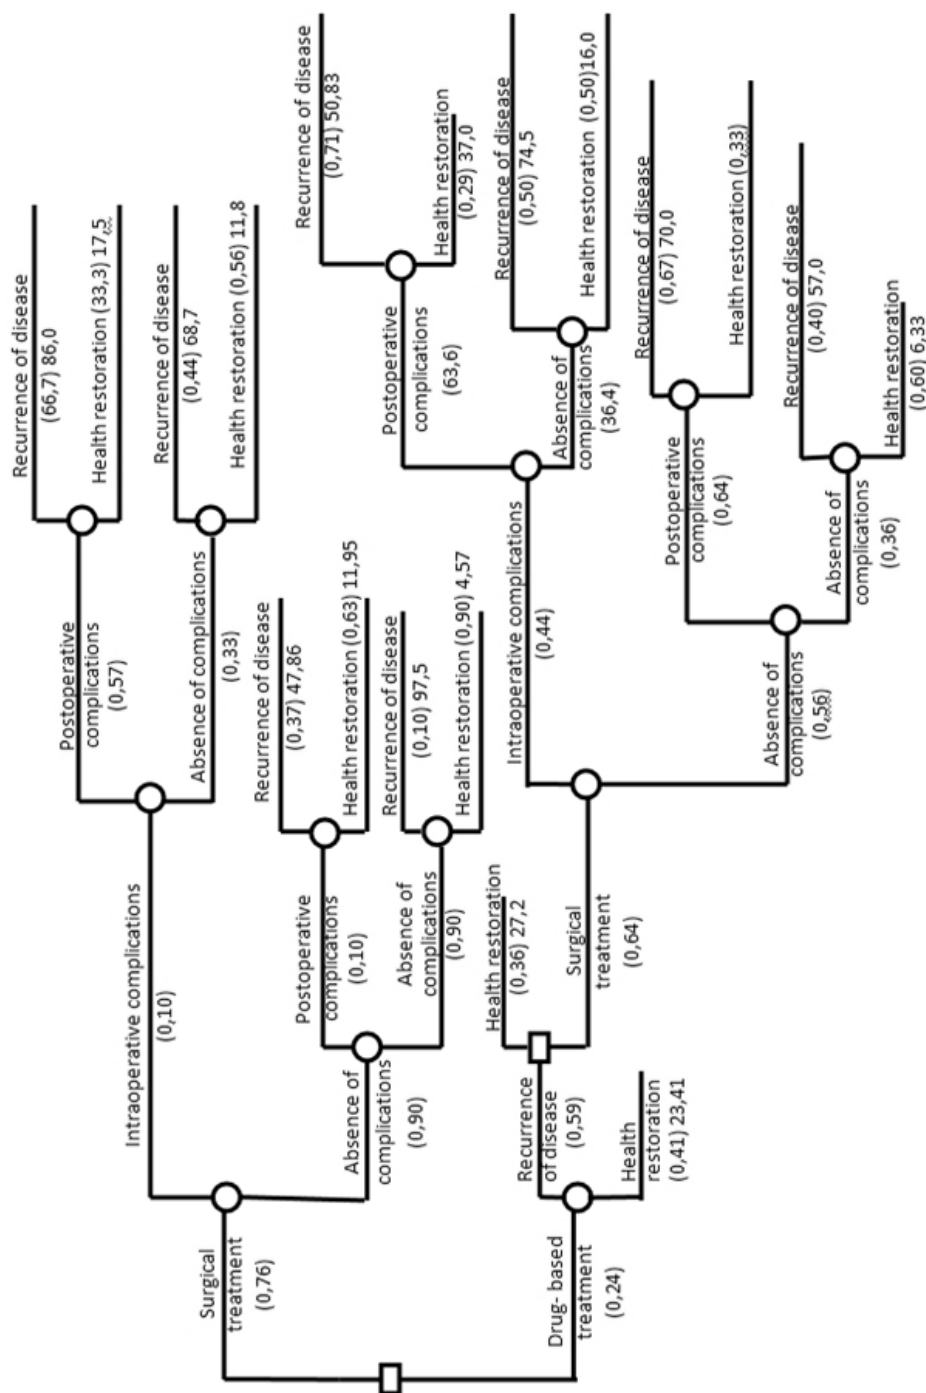 Surgical
treatment
(0,76)
Intraoperative complications
(0,10)
Postoperative
complications
(0,57)
Recurrence of disease
(66,7) 86,0
Health restoration (33,3) 17,5
Absence of complications
(0,33)
Recurrence of disease
(0,44) 68,7
Health restoration (0,56) 11,8
Absence of
complications
(0,90)
Postoperative
complications
(0,10)
Recurrence of disease
(0,37) 47,86
Health restoration (0,63) 11,95
Absence of
complications
(0,90)
Recurrence of disease
(0,10) 97,5
Health restoration (0,90) 4,57
Drug- based
treatment
(0,24)
Recurrence
of disease
(0,59)
Health restoration
(0,36) 27,2
Surgical
treatment
(0,64)
Intraoperative complications
(0,44)
Postoperative
complications
(63,6)
Recurrence of disease
(0,71) 50,83
Health restoration
(0,29) 37,0
Absence of
complications
(36,4)
Recurrence of disease
(0,50) 74,5
Health restoration (0,50)16,0
Absence of
complications
(0,56)
Postoperative
complications
(0,64)
Recurrence of disease
(0,67) 70,0
Health restoration (0,33)
Absence of
complications
(0,36)
Recurrence of disease
(0,40) 57,0
Health restoration
(0,60) 6,33
Health
restoration
(0,41) 23,41